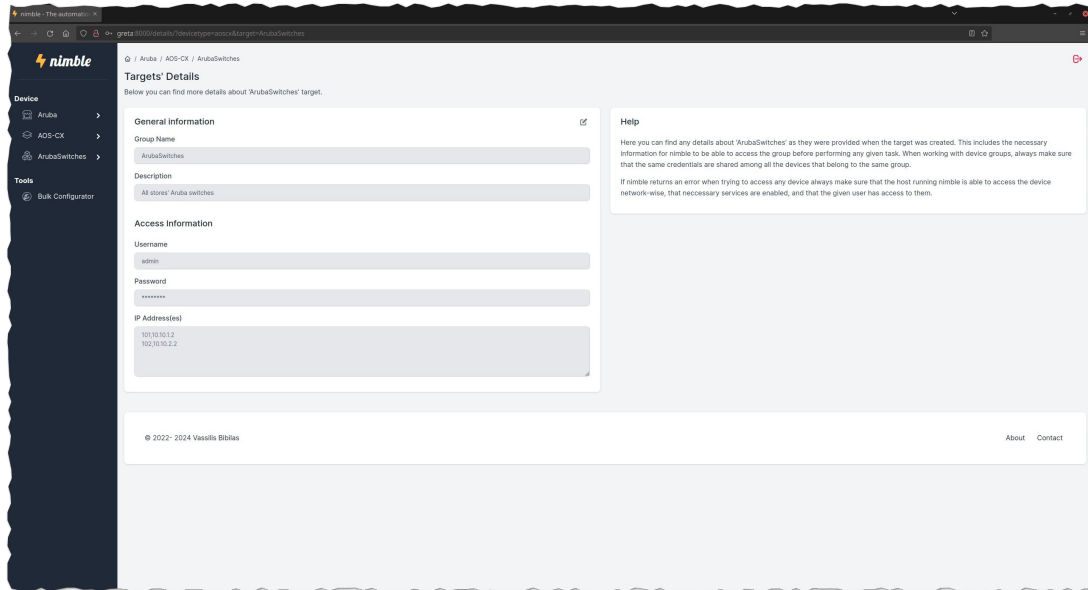 nimble - The automatio
greta:8000/details/?devicetype=aoscx&target=ArubaSwitches
nimble
Device
Aruba
AOS-CX
ArubaSwitches
Tools
Bulk Configurator
/ Aruba / AOS-CX / ArubaSwitches
Targets' Details
Below you can find more details about 'ArubaSwitches' target.
General information
Group Name
ArubaSwitches
Description
All stores' Aruba switches
Access Information
Username
admin
Password
********
IP Address(es)
101,10.10.1.2
102,10.10.2.2
Help
Here you can find any details about 'ArubaSwitches' as they were provided when the target was created. This includes the necessary
information for nimble to be able to access the group before performing any given task. When working with device groups, always make sure
that the same credentials are shared among all the devices that belong to the same group.
If nimble returns an error when trying to access any device always make sure that the host running nimble is able to access the device
network-wise, that neccessary services are enabled, and that the given user has access to them.
© 2022- 2024 Vassilis Bibilas
About Contact